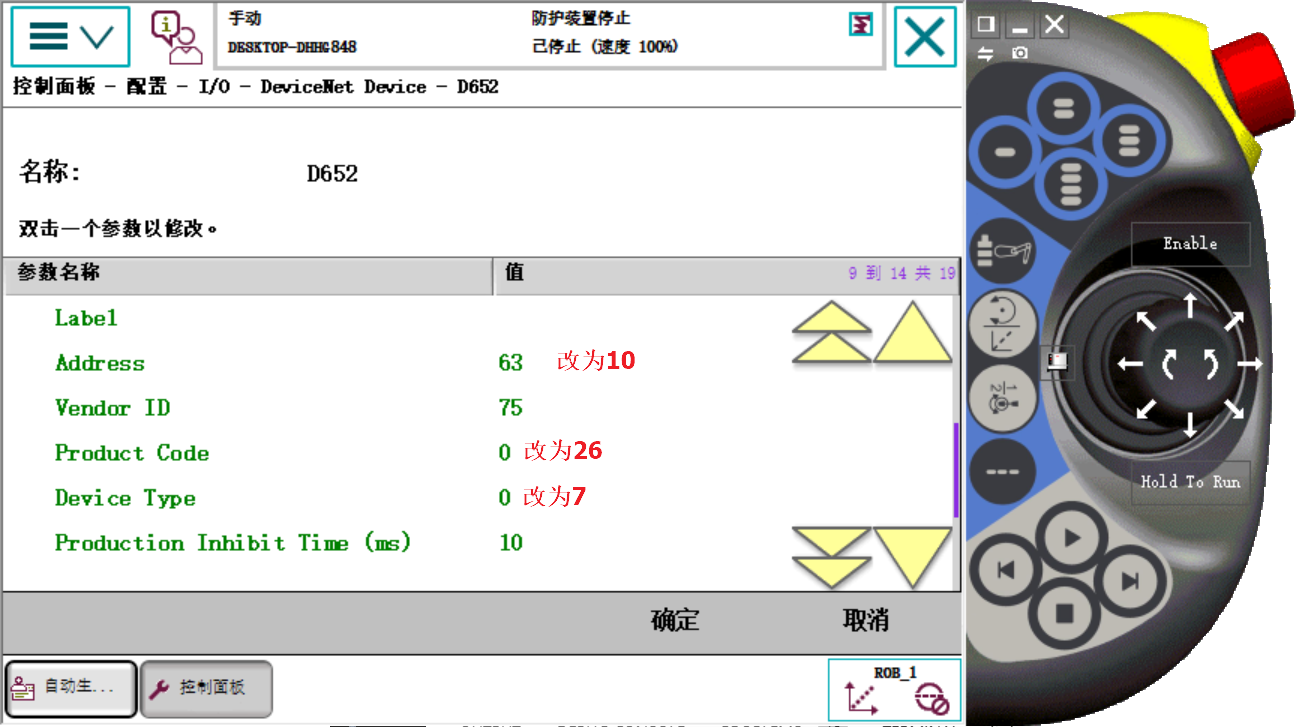 手动 防护装置停止
DESKTOP-DHHG848 已停止 (速度 100%)
控制面板 - 配置 - I/O - DeviceNet Device - D652
名称: D652
双击一个参数以修改。
参数名称 值 9 到 14 共 19
Label
Address 63 改为10
Vendor ID 75
Product Code 0 改为26
Device Type 0 改为7
Production Inhibit Time (ms) 10
确定 取消
自动生... 控制面板
ROB_1
Enable
Hold To Run